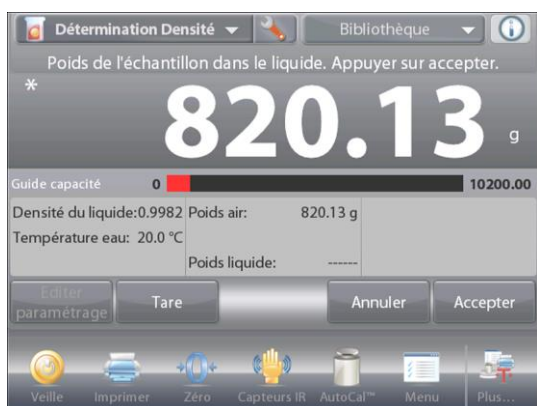 Détermination Densité Bibliothèque
Poids de l'échantillon dans le liquide. Appuyer sur accepter.
* 820.13 g
Guide capacité 0 10200.00
Densité du liquide:0.9982 Poids air: 820.13 g
Température eau: 20.0 °C
Poids liquide: ------
Editer paramétrage Tare Annuler Accepter
Veille Imprimer Zéro Capteurs IR AutoCal™ Menu Plus...